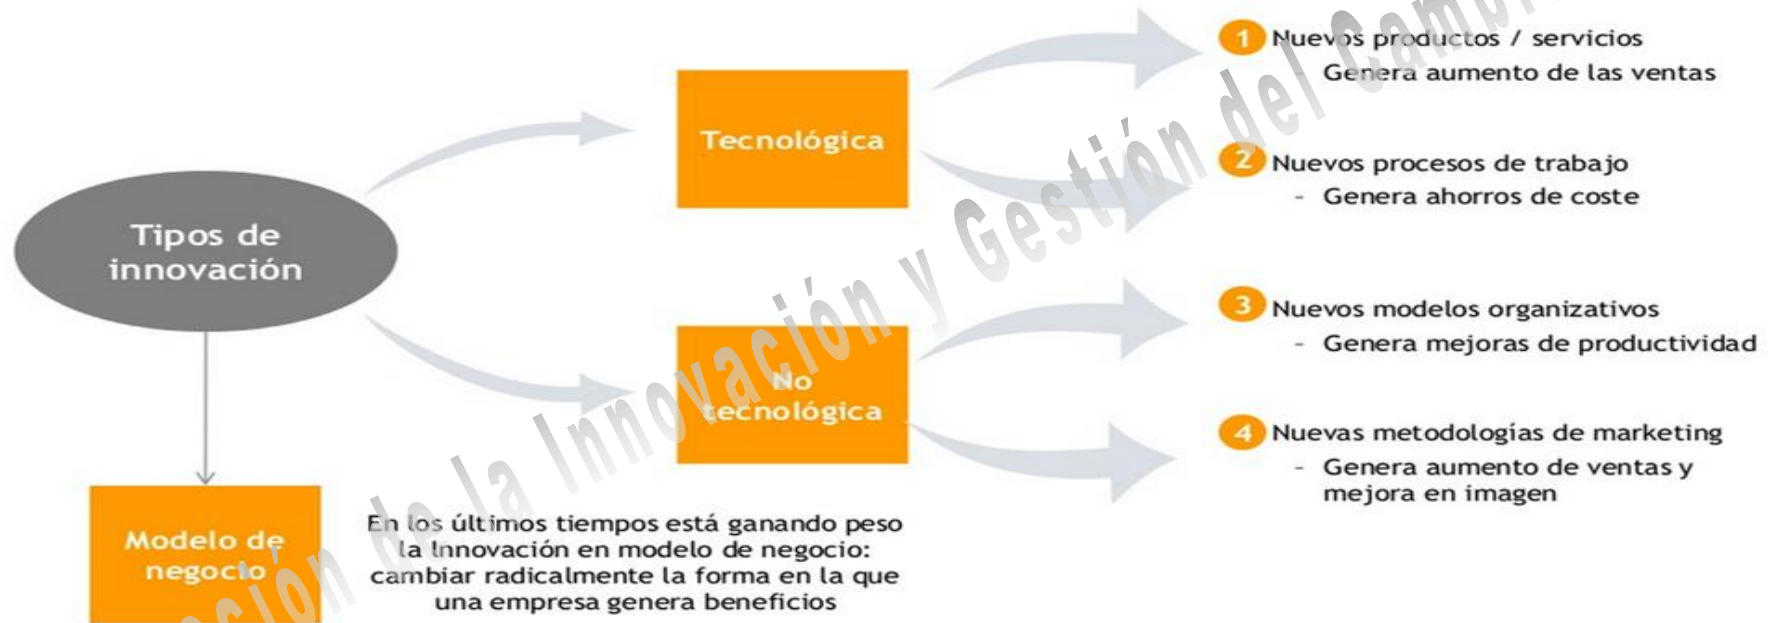 Tipos de
innovación
Tecnológica
No
tecnológica
Modelo de
negocio
En los últimos tiempos está ganando peso
la Innovación en modelo de negocio:
cambiar radicalmente la forma en la que
una empresa genera beneficios
1 Nuevos productos / servicios
- Genera aumento de las ventas
2 Nuevos procesos de trabajo
- Genera ahorros de coste
3 Nuevos modelos organizativos
- Genera mejoras de productividad
4 Nuevas metodologías de marketing
- Genera aumento de ventas y
mejora en imagen
de la Innovación y Gestión del